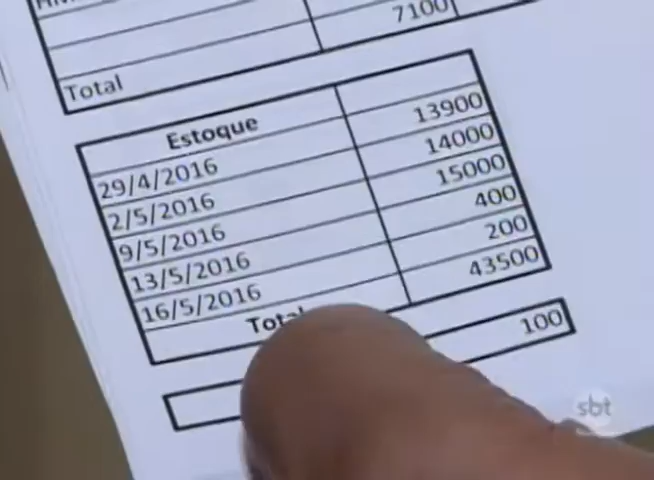 7100
Total
Estoque
29/4/2016 13900
2/5/2016 14000
9/5/2016 15000
13/5/2016 400
16/5/2016 200
Total 43500
100
sbt